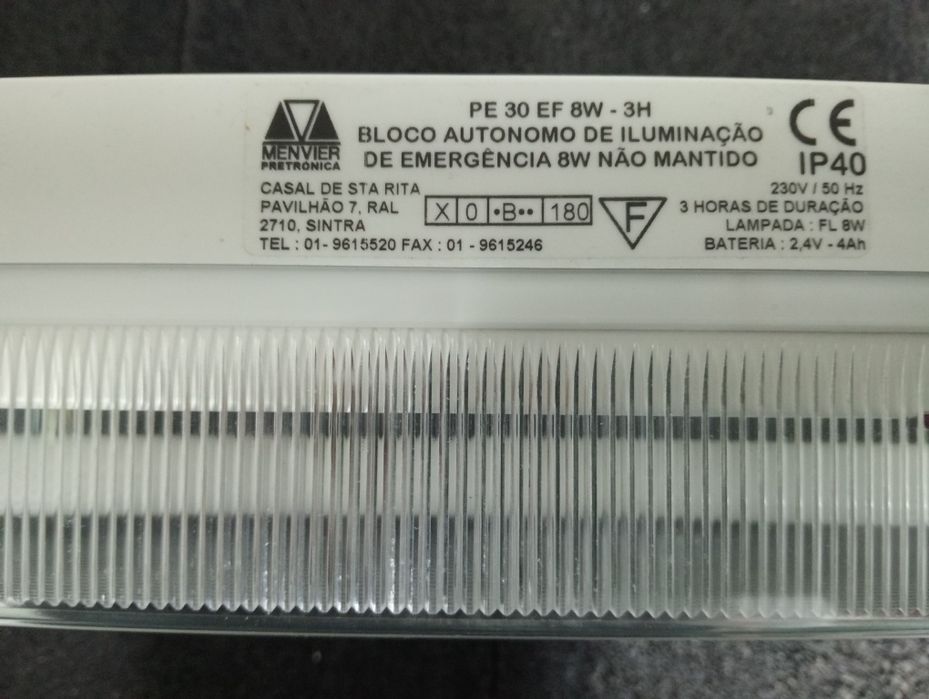 MENVIER
PRETRÓNICA
PE 30 EF 8W - 3H
BLOCO AUTONOMO DE ILUMINAÇÃO
DE EMERGÊNCIA 8W NÃO MANTIDO
CE
IP40
CASAL DE STA RITA
PAVILHÃO 7, RAL
2710, SINTRA
TEL : 01- 9615520 FAX : 01 - 9615246
X 0 •B•• 180
F
230V / 50 Hz
3 HORAS DE DURAÇÃO
LAMPADA : FL 8W
BATERIA : 2,4V - 4Ah